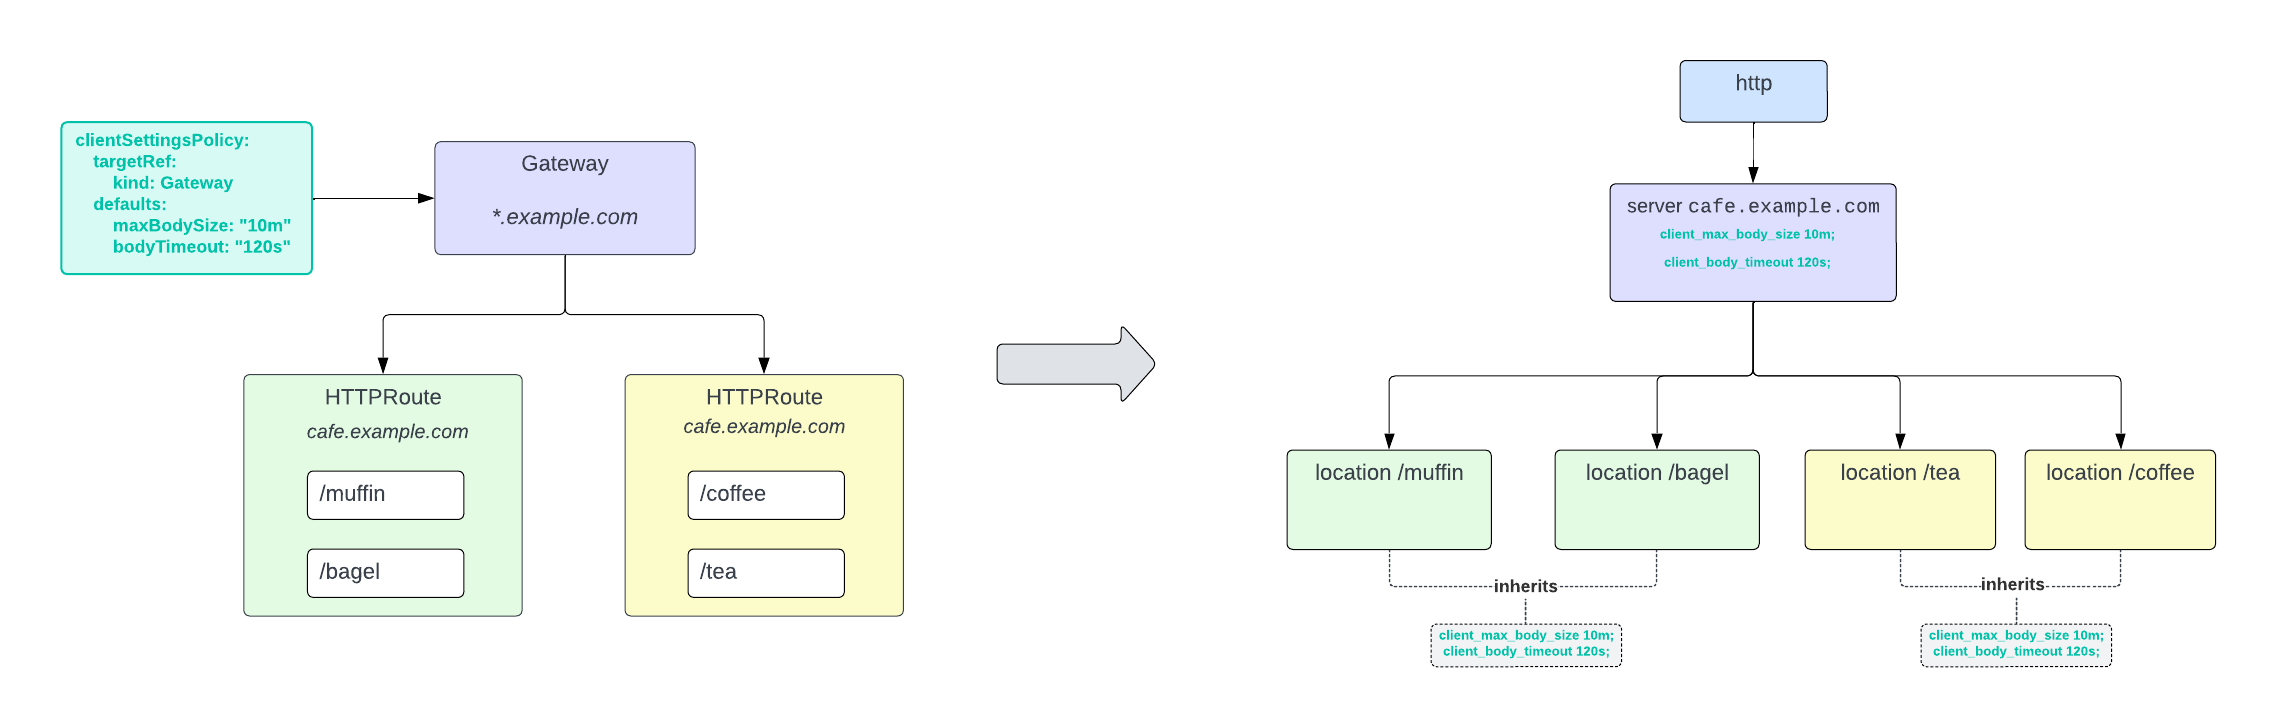 clientSettingsPolicy:
targetRef:
kind: Gateway
defaults:
maxBodySize: "10m"
bodyTimeout: "120s"
Gateway
*.example.com
HTTPRoute
cafe.example.com
/muffin
/bagel
HTTPRoute
cafe.example.com
/coffee
/tea
http
server cafe.example.com
client_max_body_size 10m;
client_body_timeout 120s;
location /muffin
location /bagel
location /tea
location /coffee
inherits
client_max_body_size 10m;
client_body_timeout 120s;
inherits
client_max_body_size 10m;
client_body_timeout 120s;